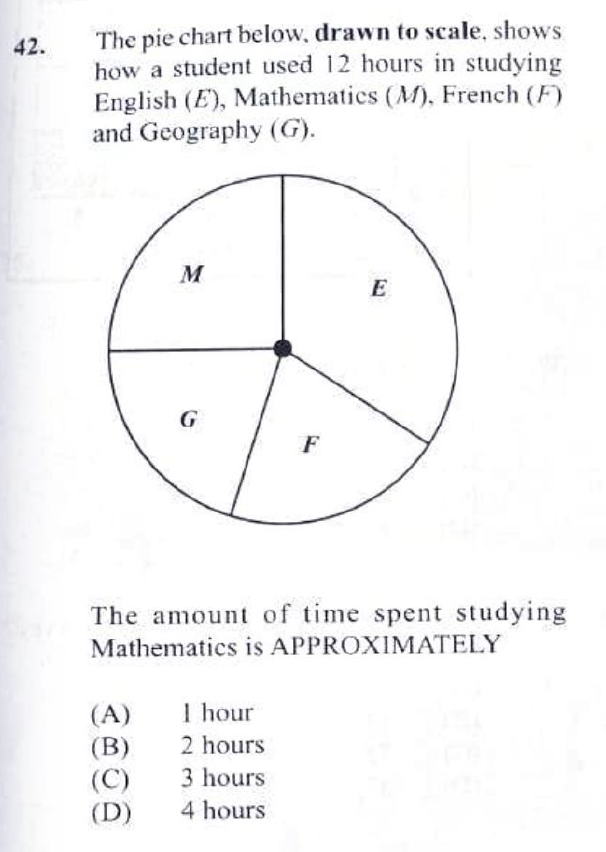 42. The pie chart below, drawn to scale, shows
how a student used 12 hours in studying
English (E), Mathematics (M), French (F)
and Geography (G).
M
E
G
F
The amount of time spent studying
Mathematics is APPROXIMATELY
(A) 1 hour
(B) 2 hours
(C) 3 hours
(D) 4 hours